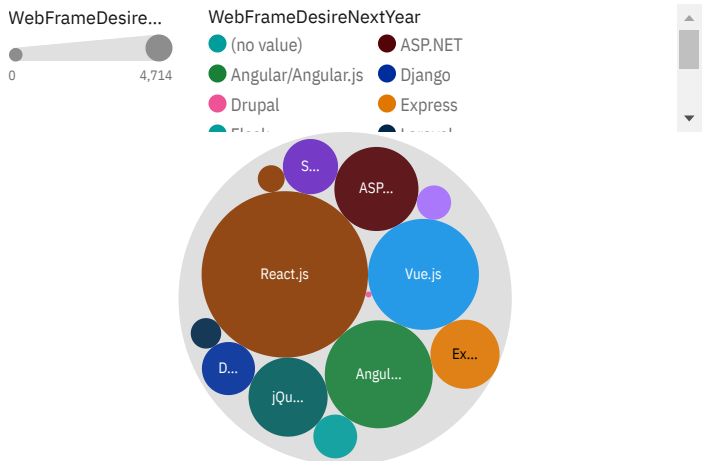 WebFrameDesire...
0
4,714
WebFrameDesireNextYear
(no value)
ASP.NET
Angular/Angular.js
Django
Drupal
Express
S...
ASP...
React.js
Vue.js
Ex...
D...
Angul...
jQu...